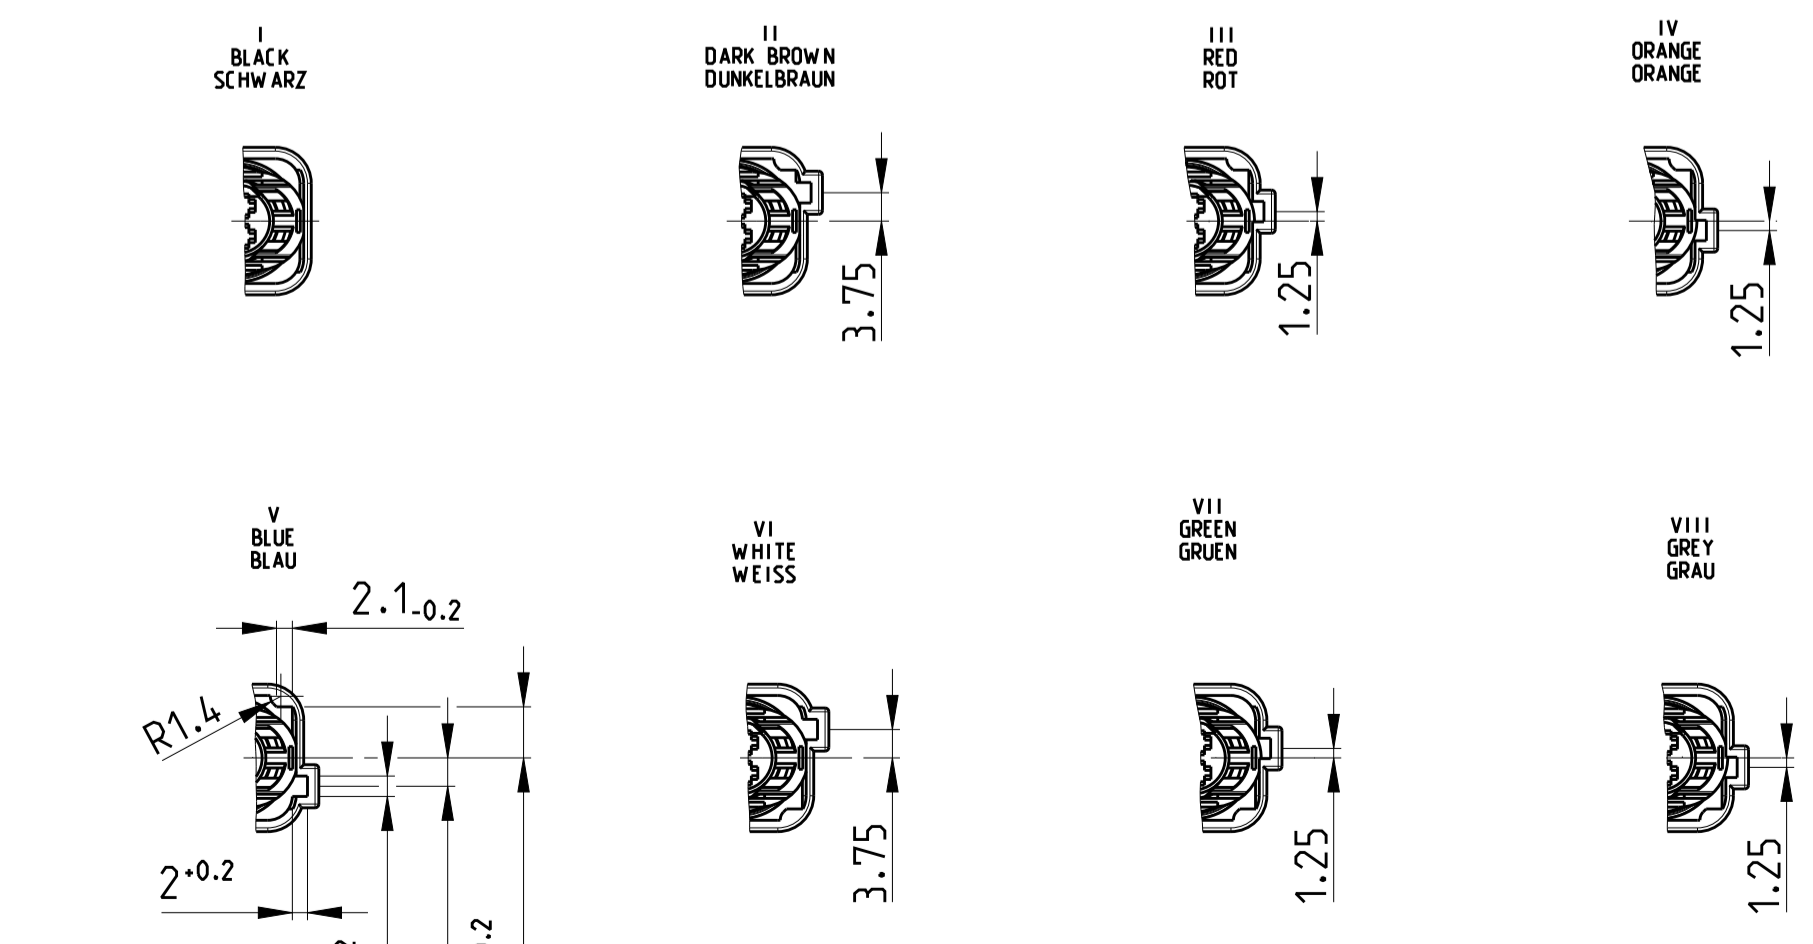 I
BLACK
SCHWARZ
II
DARK BROWN
DUNKELBRAUN
3.75
III
RED
ROT
1.25
IV
ORANGE
ORANGE
1.25
V
BLUE
BLAU
2.1-0.2
R1.4
2+0.2
.2
VI
WHITE
WEISS
3.75
VII
GREEN
GRUEN
1.25
VIII
GREY
GRAU
1.25